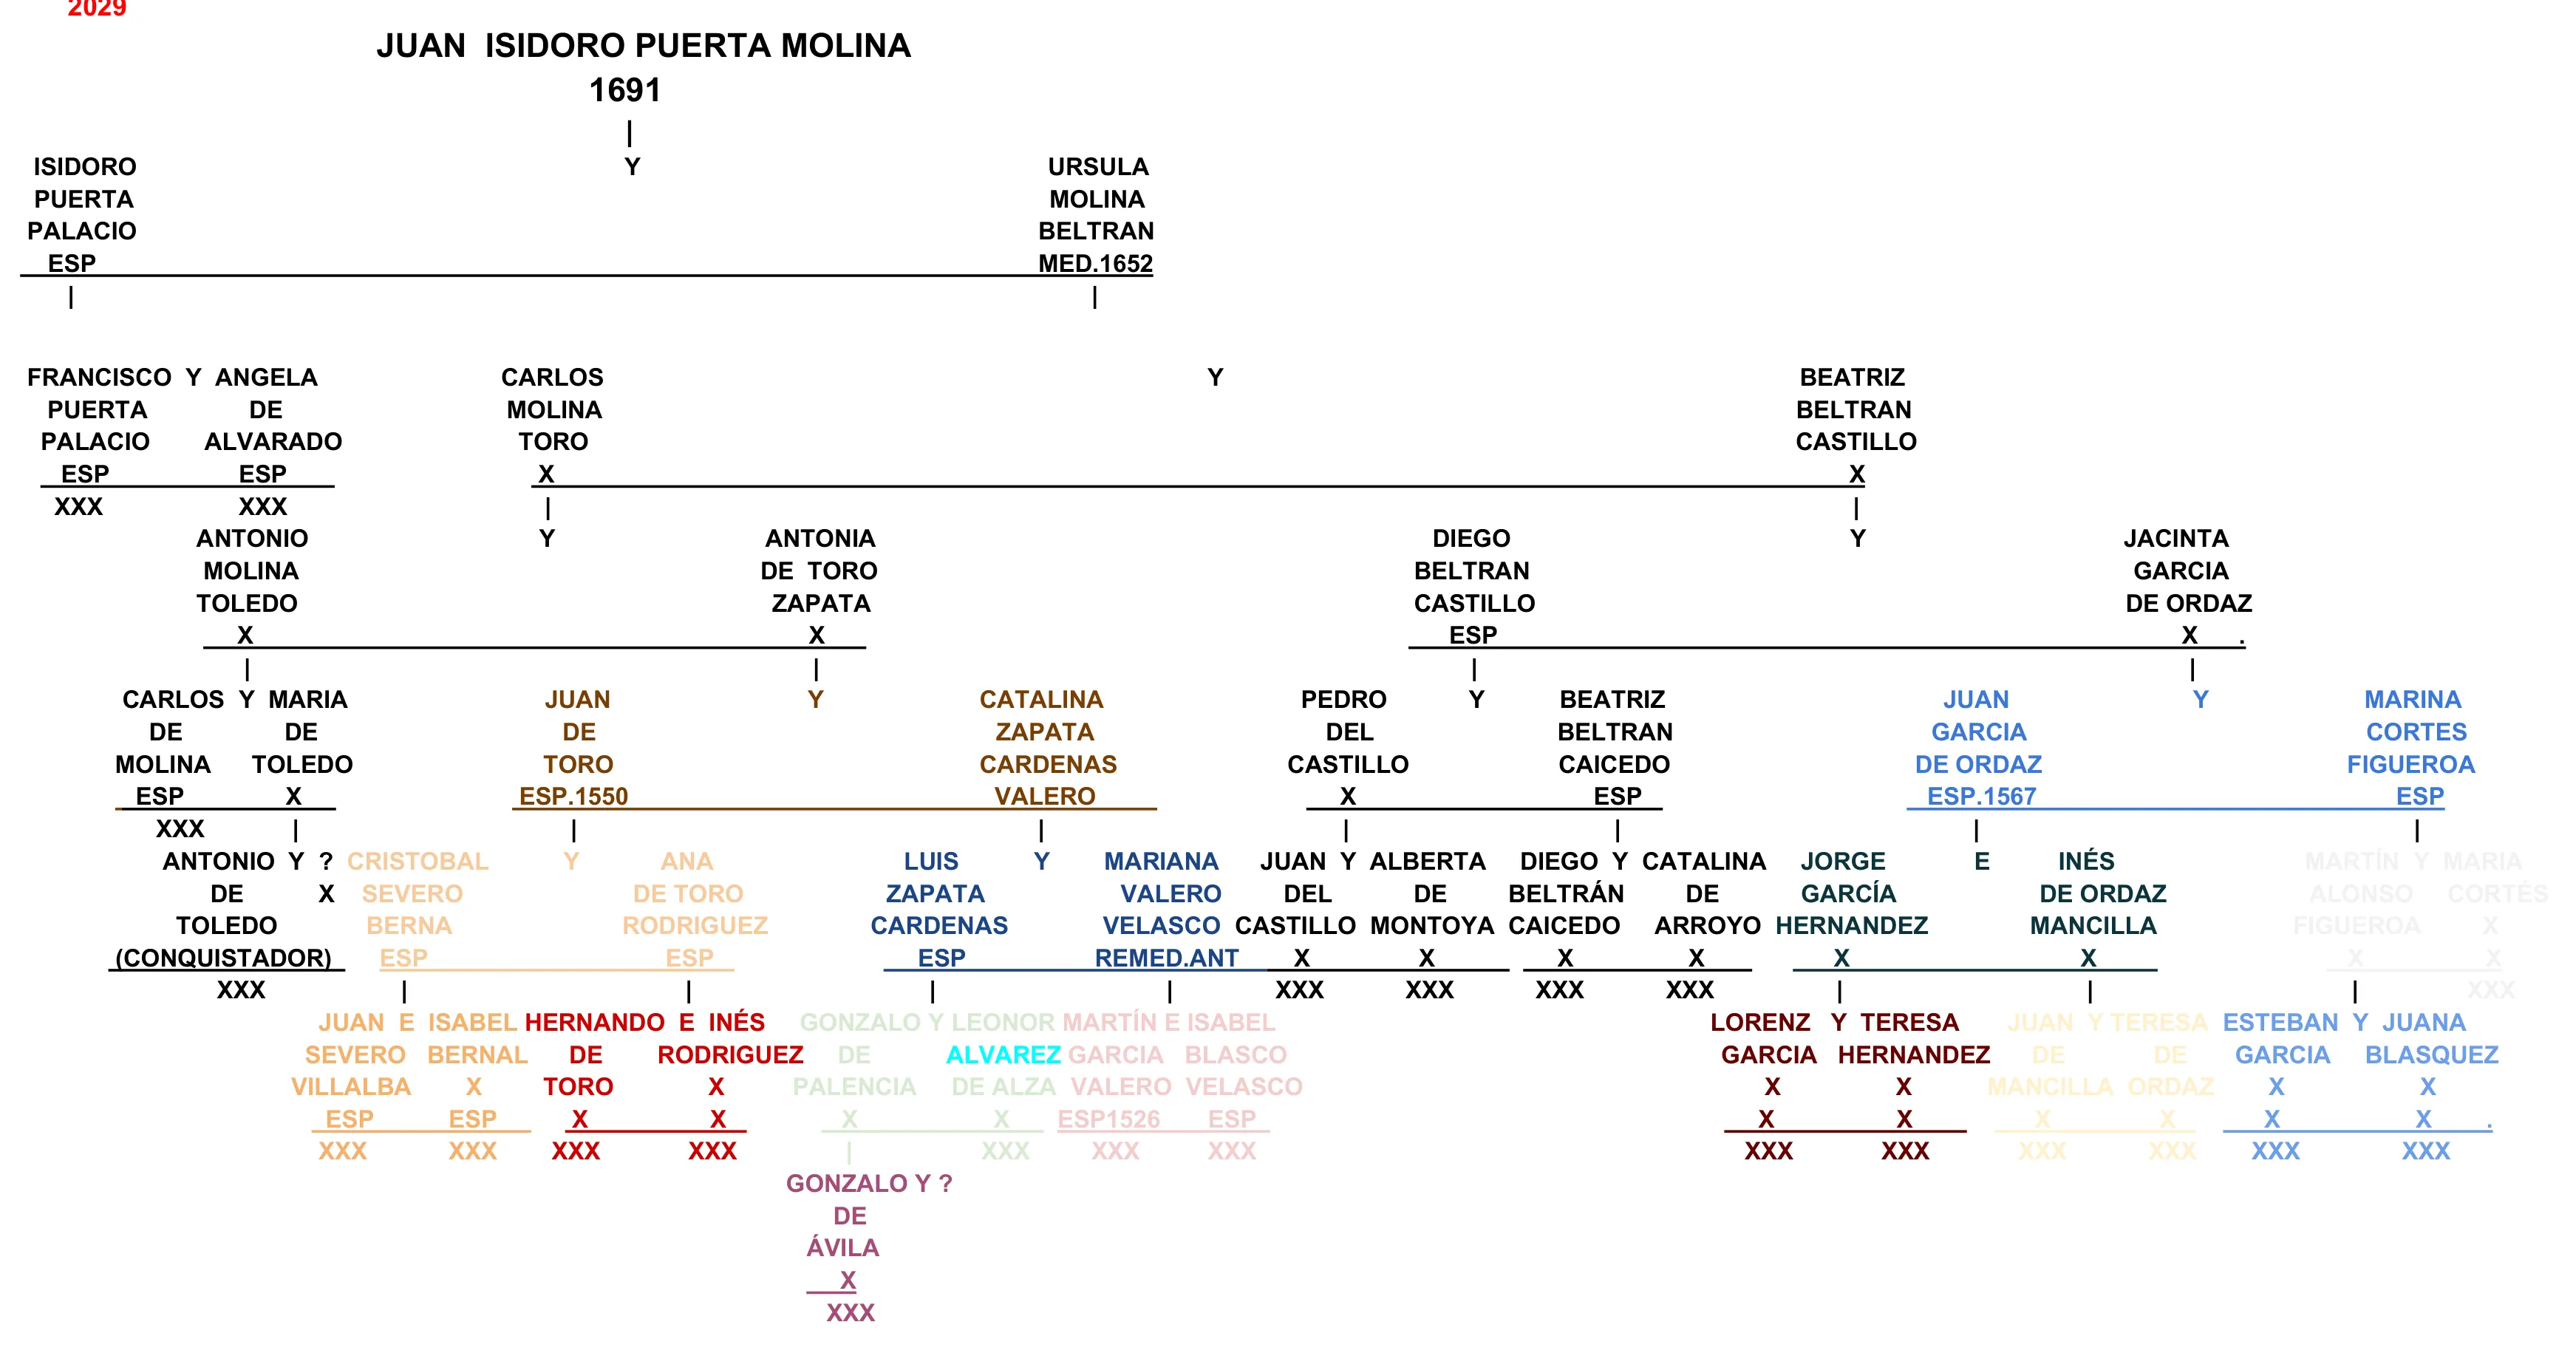 2029
JUAN ISIDORO PUERTA MOLINA
1691
|
ISIDORO Y URSULA
PUERTA MOLINA
PALACIO BELTRAN
ESP MED.1652
| |
FRANCISCO Y ANGELA CARLOS Y BEATRIZ
PUERTA DE MOLINA BELTRAN
PALACIO ALVARADO TORO CASTILLO
ESP ESP X X
XXX XXX | |
ANTONIO Y ANTONIA DIEGO Y JACINTA
MOLINA DE TORO BELTRAN GARCIA
TOLEDO ZAPATA CASTILLO DE ORDAZ
X X ESP X .
| | | |
CARLOS Y MARIA JUAN Y CATALINA PEDRO Y BEATRIZ JUAN Y MARINA
DE DE DE ZAPATA DEL BELTRAN GARCIA CORTES
MOLINA TOLEDO TORO CARDENAS CASTILLO CAICEDO DE ORDAZ FIGUEROA
ESP X ESP.1550 VALERO X ESP ESP.1567 ESP
XXX | | | | | | |
ANTONIO Y ? CRISTOBAL Y ANA LUIS Y MARIANA JUAN Y ALBERTA DIEGO Y CATALINA JORGE E INÉS MARTÍN Y MARIA
DE X SEVERO DE TORO ZAPATA VALERO DEL DE BELTRÁN DE GARCÍA DE ORDAZ ALONSO CORTÉS
TOLEDO BERNA RODRIGUEZ CARDENAS VELASCO CASTILLO MONTOYA CAICEDO ARROYO HERNANDEZ MANCILLA FIGUEROA X
(CONQUISTADOR) ESP ESP ESP REMED.ANT X X X X X X X X
XXX | | | | XXX XXX XXX XXX | | | XXX
JUAN E ISABEL HERNANDO E INÉS GONZALO Y LEONOR MARTÍN E ISABEL LORENZ Y TERESA JUAN Y TERESA ESTEBAN Y JUANA
SEVERO BERNAL DE RODRIGUEZ DE ALVAREZ GARCIA BLASCO GARCIA HERNANDEZ DE DE GARCIA BLASQUEZ
VILLALBA X TORO X PALENCIA DE ALZA VALERO VELASCO X X MANCILLA ORDAZ X X
ESP ESP X X X X ESP1526 ESP X X X X X X .
XXX XXX XXX XXX | XXX XXX XXX XXX XXX XXX XXX XXX XXX
GONZALO Y ?
DE
ÁVILA
X
XXX